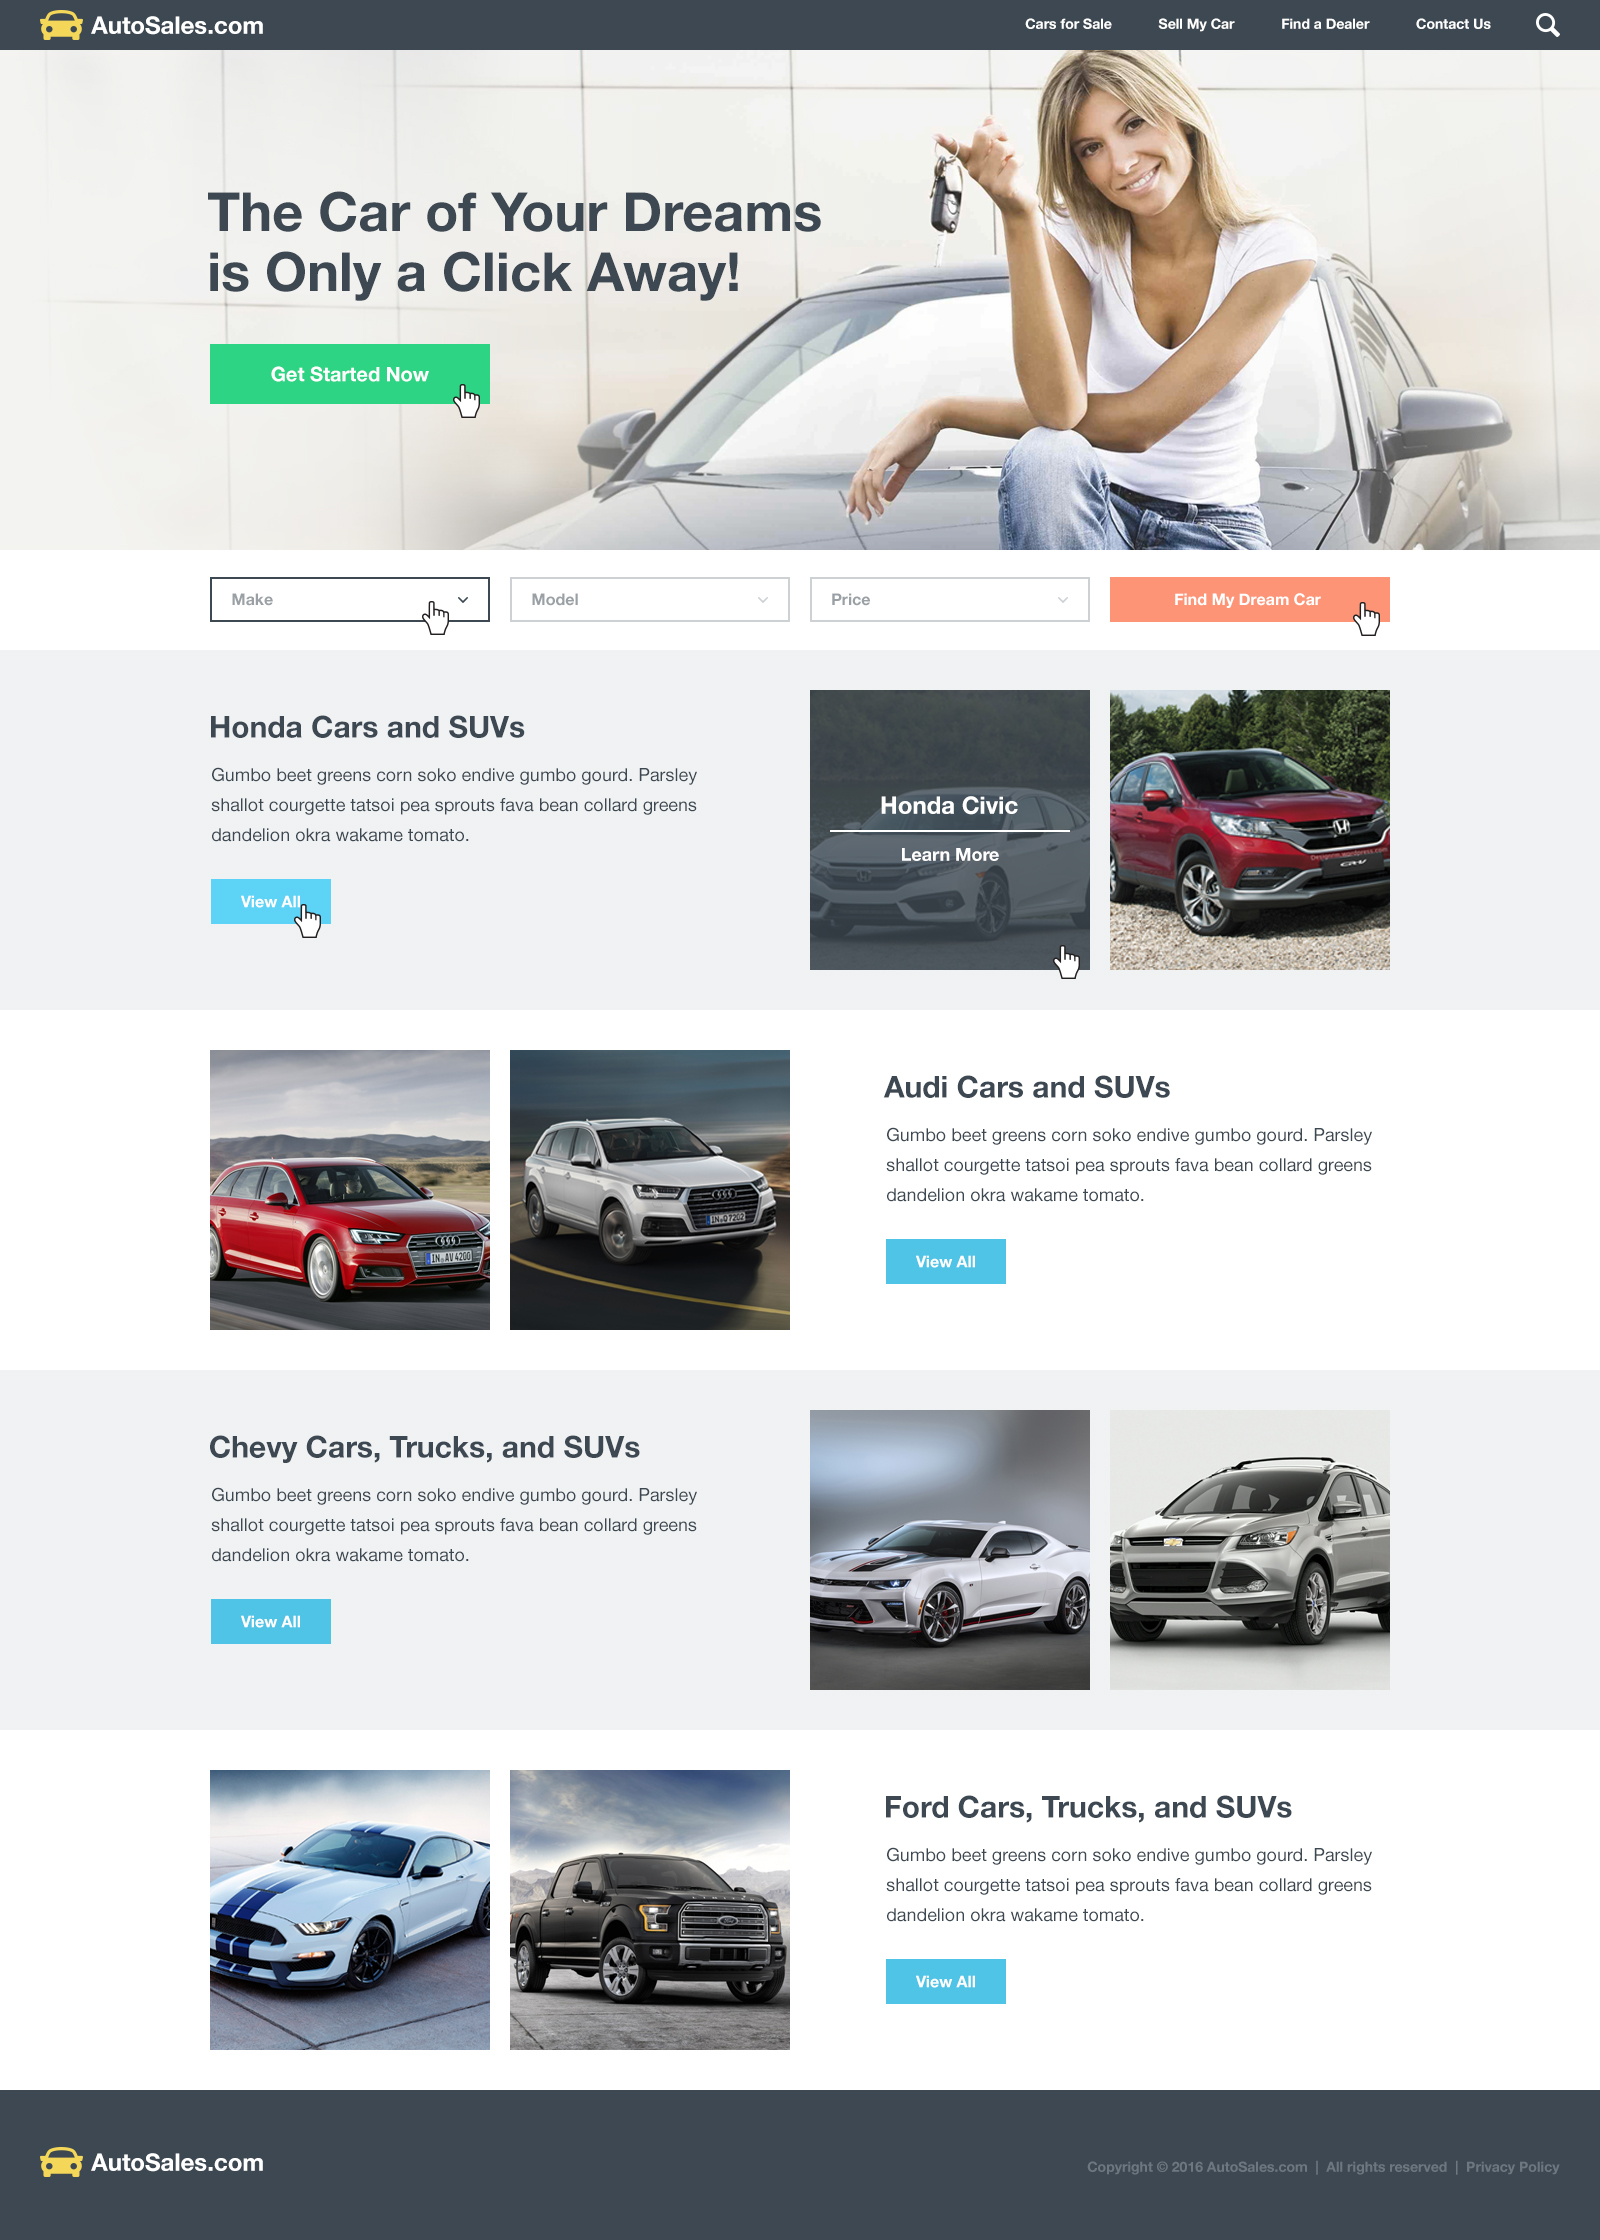 AutoSales.com
Cars for Sale
Sell My Car
Find a Dealer
Contact Us
The Car of Your Dreams
is Only a Click Away!
Get Started Now
Make
Model
Price
Find My Dream Car
Honda Cars and SUVs
Gumbo beet greens corn soko endive gumbo gourd. Parsley
shallot courgette tatsoi pea sprouts fava bean collard greens
dandelion okra wakame tomato.
View All
Honda Civic
Learn More
CR-V
IN AV 4200
IN Q 7202
Audi Cars and SUVs
Gumbo beet greens corn soko endive gumbo gourd. Parsley
shallot courgette tatsoi pea sprouts fava bean collard greens
dandelion okra wakame tomato.
View All
Chevy Cars, Trucks, and SUVs
Gumbo beet greens corn soko endive gumbo gourd. Parsley
shallot courgette tatsoi pea sprouts fava bean collard greens
dandelion okra wakame tomato.
View All
Ford Cars, Trucks, and SUVs
Gumbo beet greens corn soko endive gumbo gourd. Parsley
shallot courgette tatsoi pea sprouts fava bean collard greens
dandelion okra wakame tomato.
View All
AutoSales.com
Copyright © 2016 AutoSales.com | All rights reserved | Privacy Policy